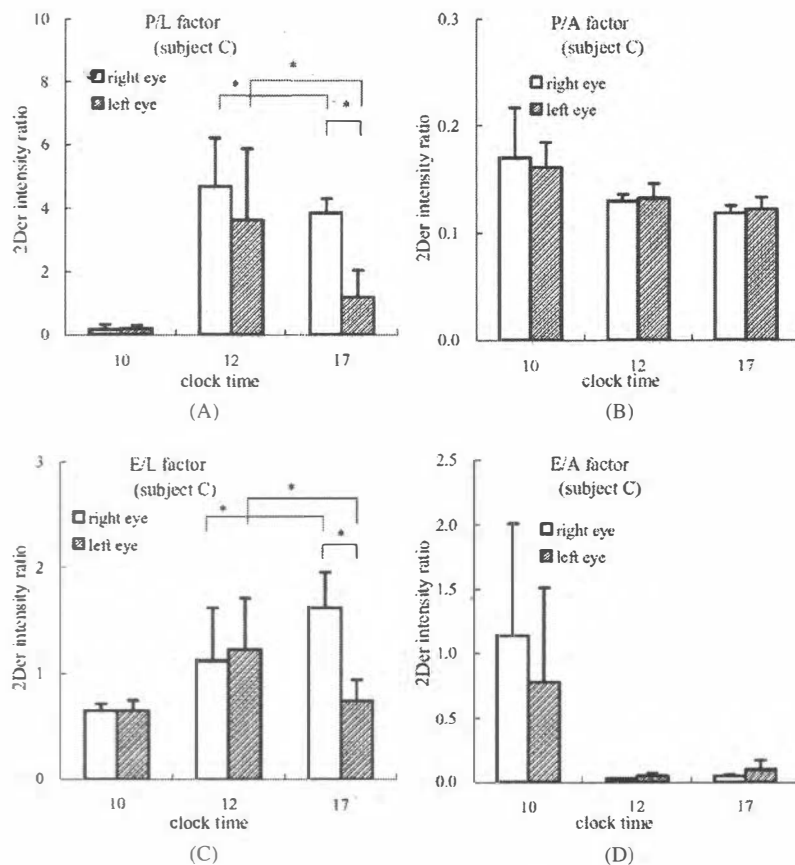 P/L factor
(subject C)
right eye
left eye
*
*
*
2Der intensity ratio
10
8
6
4
2
0
10 12 17
clock time
(A)
P/A factor
(subject C)
right eye
left eye
2Der intensity ratio
0.3
0.2
0.1
0.0
10 12 17
clock time
(B)
E/L factor
(subject C)
right eye
left eye
*
*
*
2Der intensity ratio
3
2
1
0
10 12 17
clock time
(C)
E/A factor
(subject C)
right eye
left eye
2Der intensity ratio
2.5
2.0
1.5
1.0
0.5
0.0
10 12 17
clock time
(D)